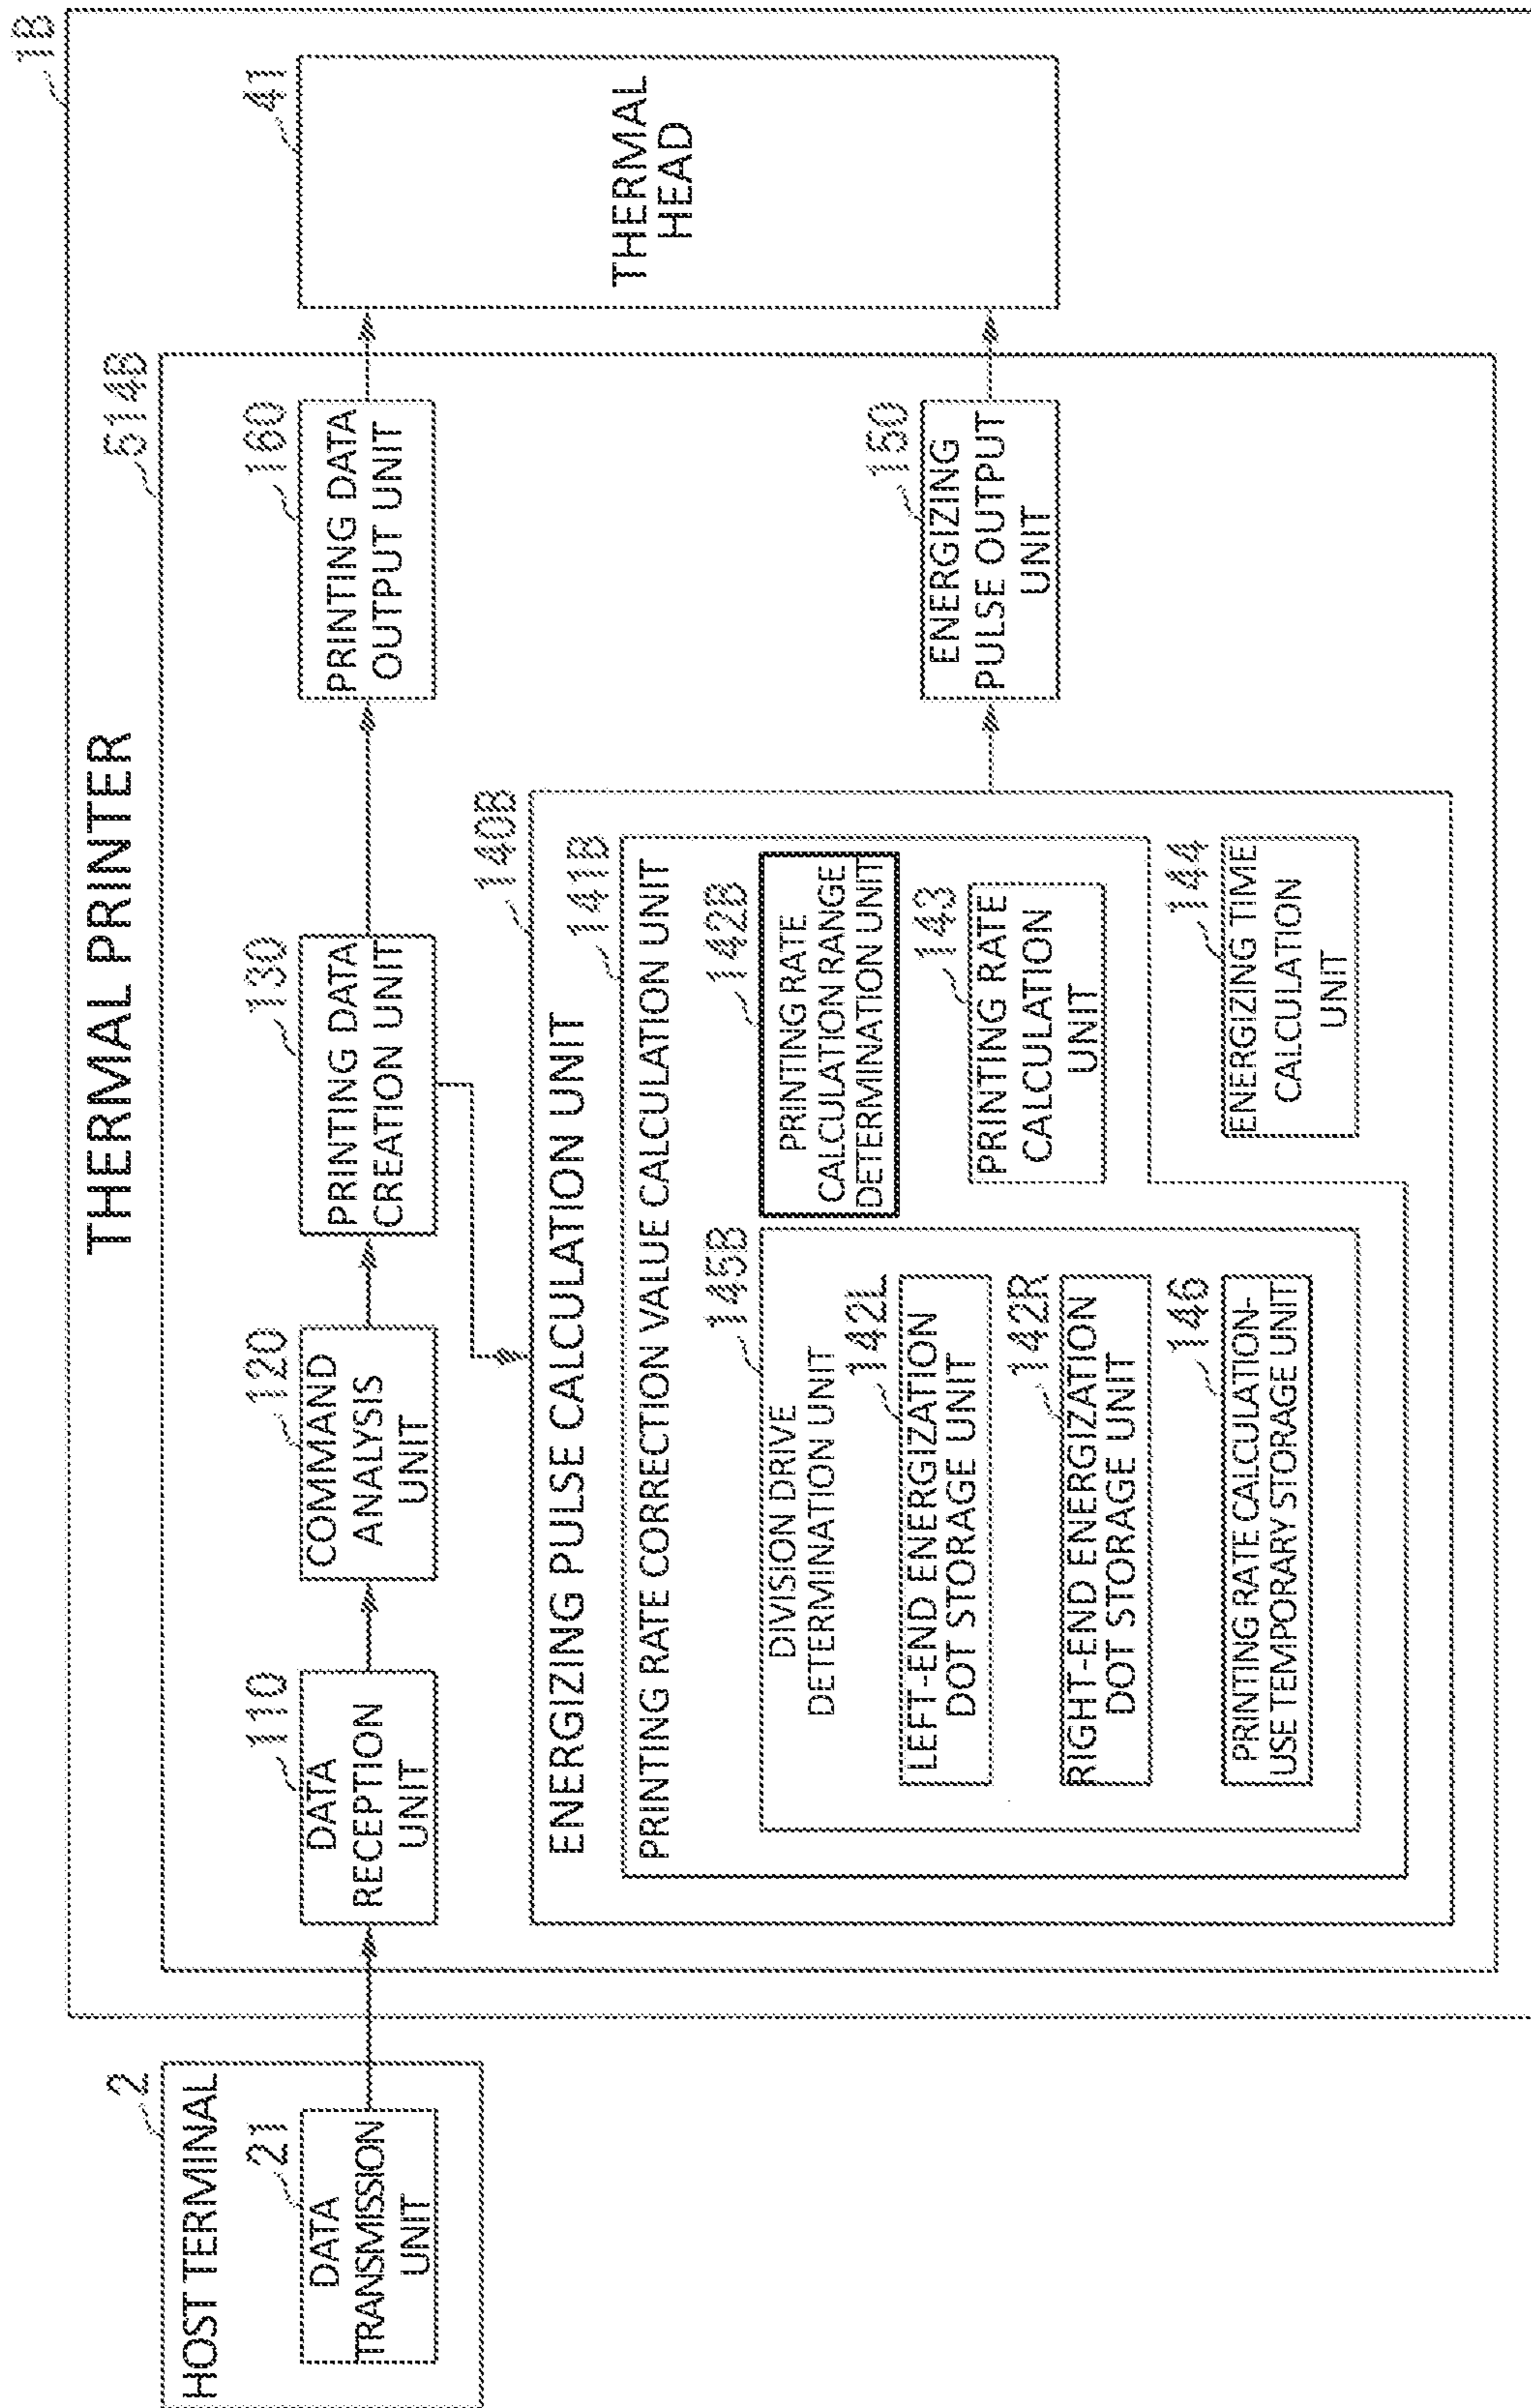 HOST TERMINAL
2
21
DATA
TRANSMISSION
UNIT
THERMAL PRINTER
1B
5148
110
DATA
RECEPTION
UNIT
120
COMMAND
ANALYSIS
UNIT
130
PRINTING DATA
CREATION UNIT
160
PRINTING DATA
OUTPUT UNIT
41
THERMAL
HEAD
140B
ENERGIZING PULSE CALCULATION UNIT
141B
PRINTING RATE CORRECTION VALUE CALCULATION UNIT
145B
DIVISION DRIVE
DETERMINATION UNIT
142L
LEFT-END ENERGIZATION
DOT STORAGE UNIT
142R
RIGHT-END ENERGIZATION
DOT STORAGE UNIT
146
PRINTING RATE CALCULATION-
USE TEMPORARY STORAGE UNIT
142B
PRINTING RATE
CALCULATION RANGE
DETERMINATION UNIT
143
PRINTING RATE
CALCULATION
UNIT
144
ENERGIZING TIME
CALCULATION
UNIT
150
ENERGIZING
PULSE OUTPUT
UNIT